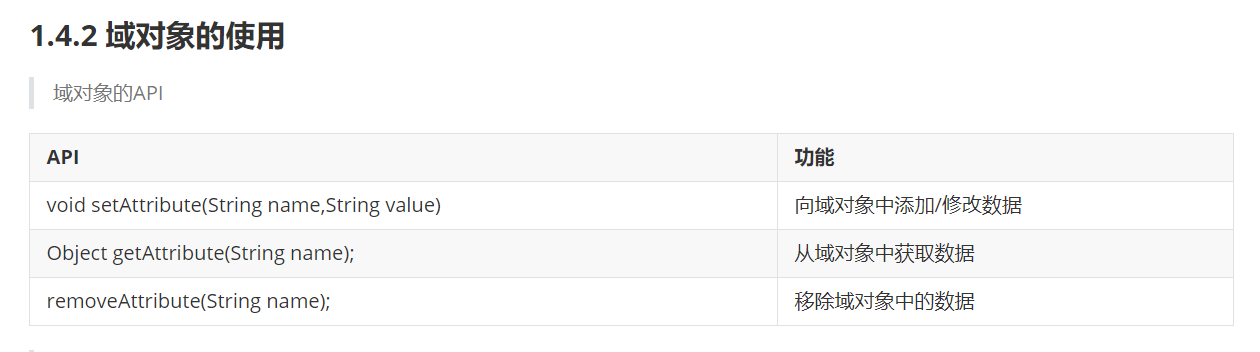 1.4.2 域对象的使用
域对象的API
API 功能
void setAttribute(String name,String value) 向域对象中添加/修改数据
Object getAttribute(String name); 从域对象中获取数据
removeAttribute(String name); 移除域对象中的数据